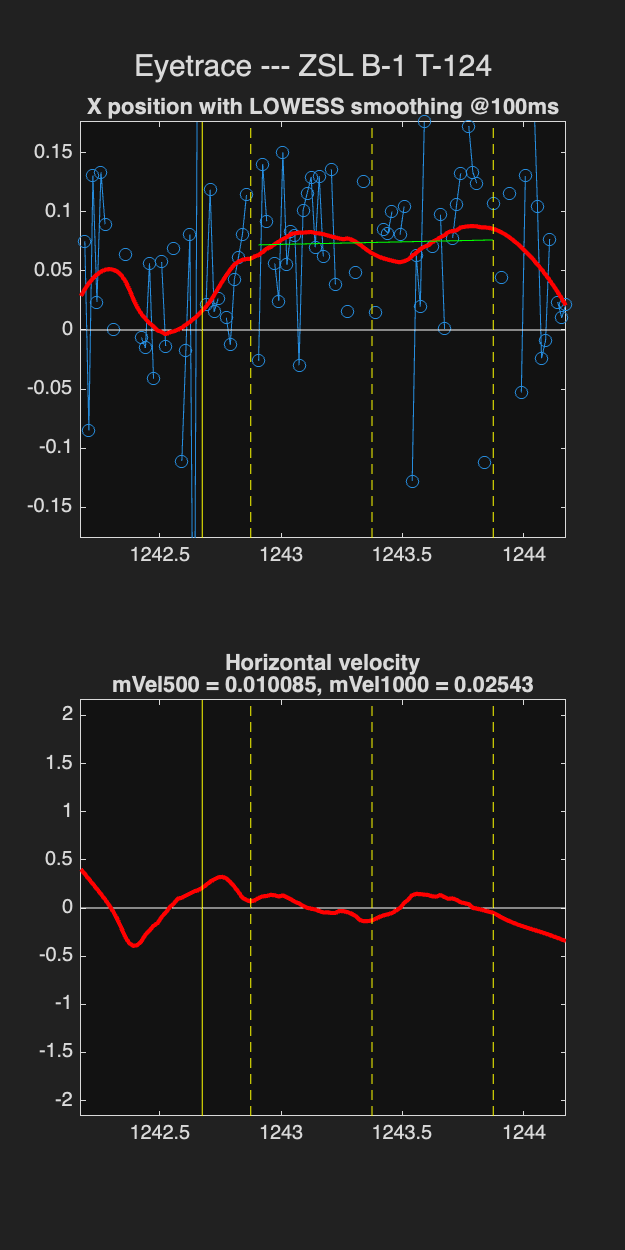 Eyetrace --- ZSL B-1 T-124
X position with LOWESS smoothing @100ms
0.15
0.1
0.05
0
-0.05
-0.1
-0.15
1242.5 1243 1243.5 1244
Horizontal velocity
mVel500 = 0.010085, mVel1000 = 0.02543
2
1.5
1
0.5
0
-0.5
-1
-1.5
-2
1242.5 1243 1243.5 1244